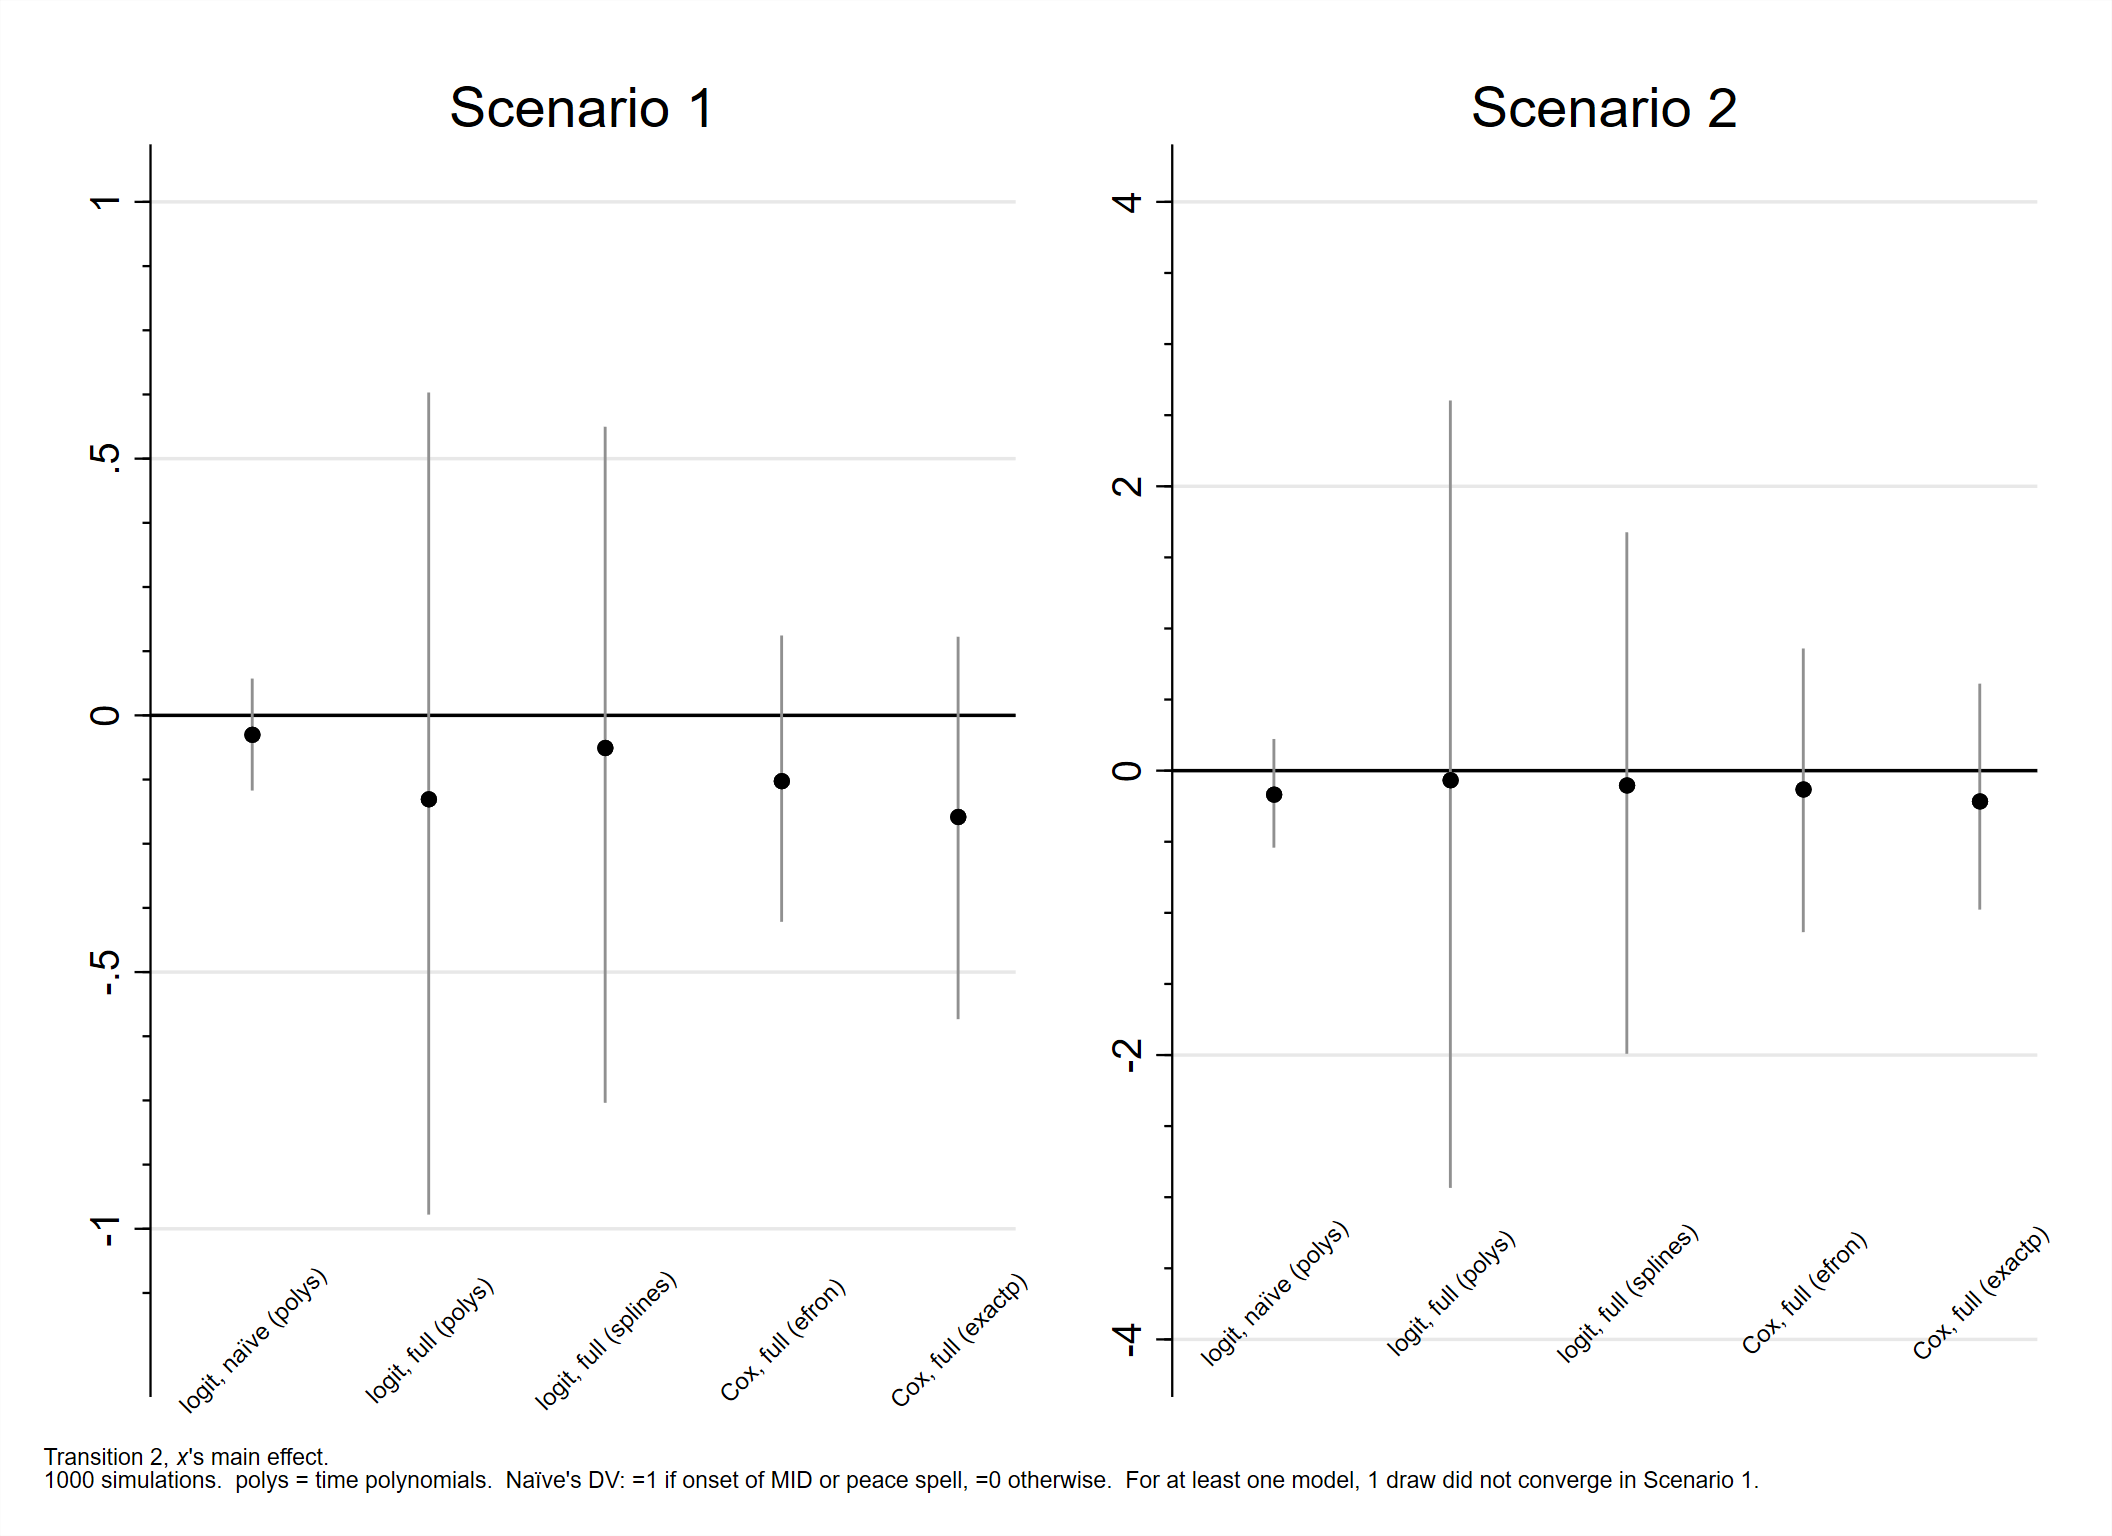 Scenario 1
1
.5
0
-.5
-1
logit, naïve (polys)
logit, full (polys)
logit, full (splines)
Cox, full (efron)
Cox, full (exactp)
Scenario 2
4
2
0
-2
-4
logit, naïve (polys)
logit, full (polys)
logit, full (splines)
Cox, full (efron)
Cox, full (exactp)
Transition 2, x's main effect.
1000 simulations.  polys = time polynomials.  Naïve's DV: =1 if onset of MID or peace spell, =0 otherwise.  For at least one model, 1 draw did not converge in Scenario 1.